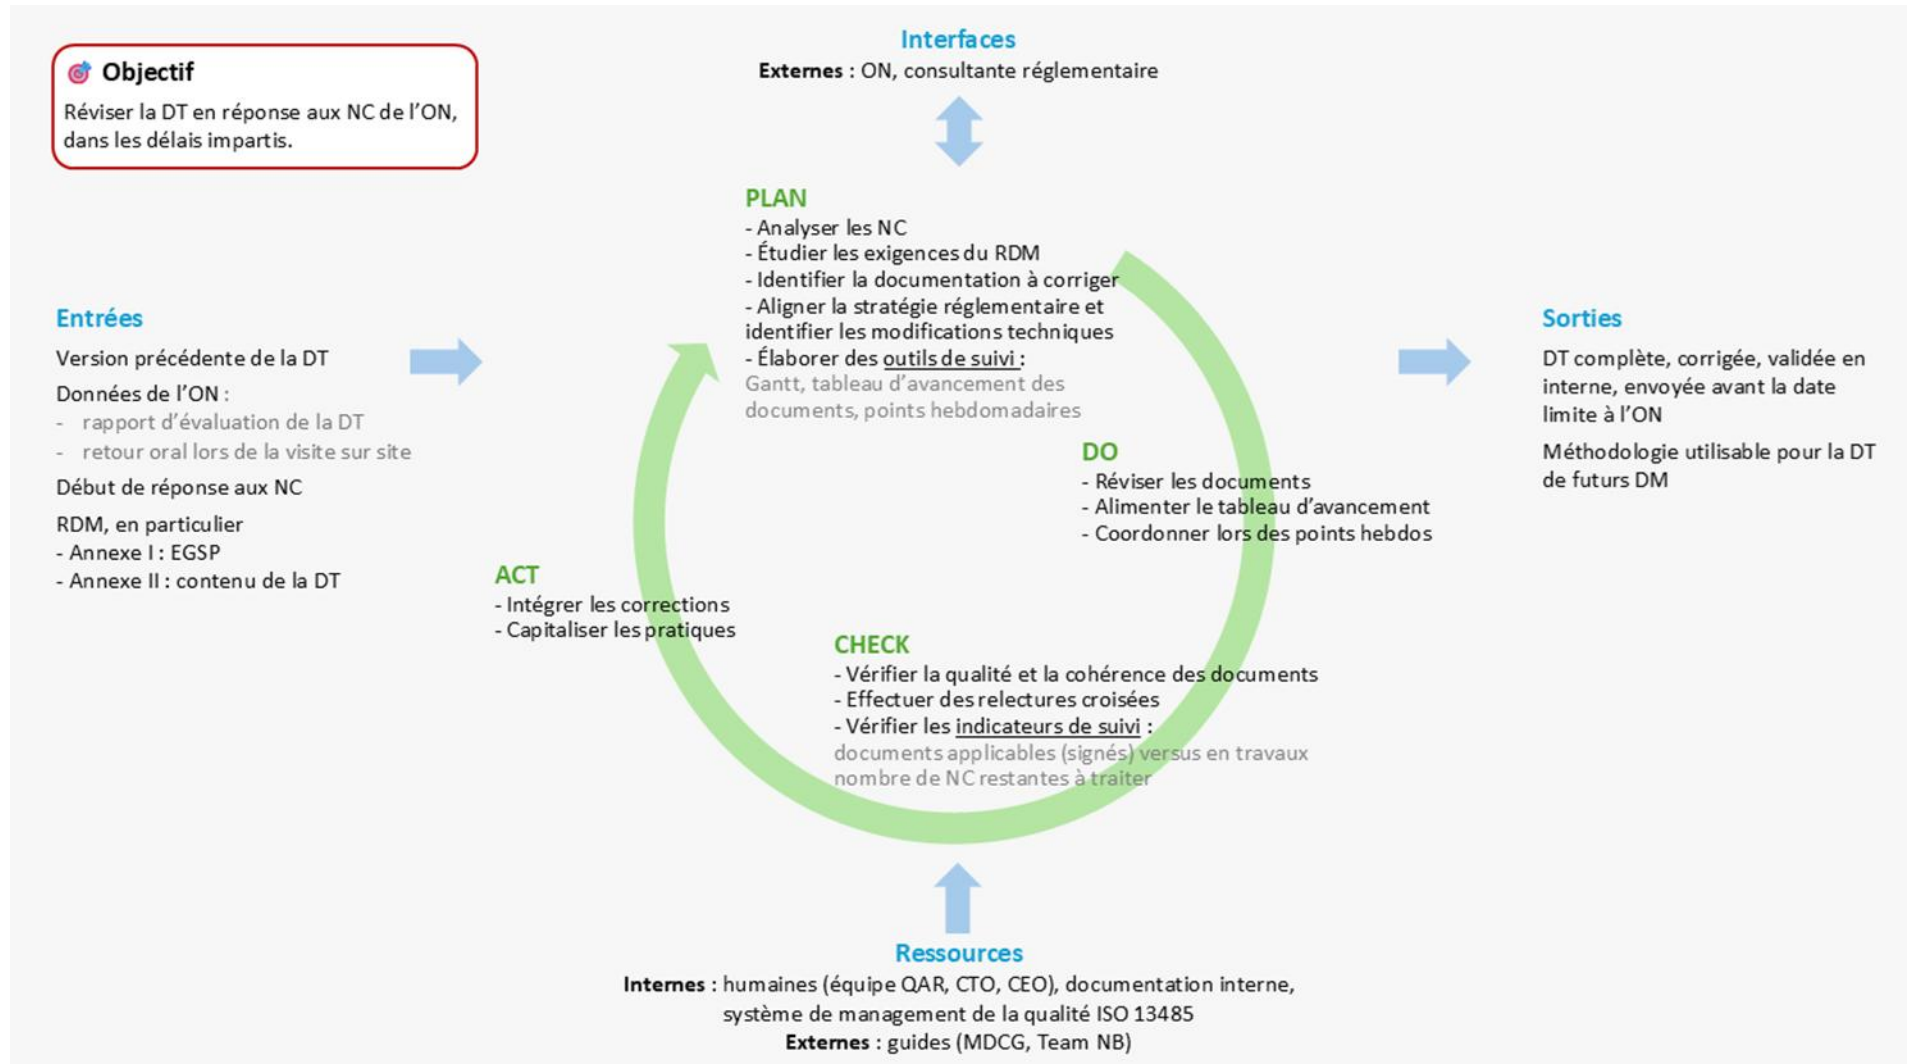 Objectif
Réviser la DT en réponse aux NC de l'ON,
dans les délais impartis.
Interfaces
Externes : ON, consultante réglementaire
PLAN
- Analyser les NC
- Étudier les exigences du RDM
- Identifier la documentation à corriger
- Aligner la stratégie réglementaire et
identifier les modifications techniques
- Élaborer des outils de suivi :
Gantt, tableau d'avancement des
documents, points hebdomadaires
Entrées
Version précédente de la DT
Données de l'ON :
- rapport d'évaluation de la DT
- retour oral lors de la visite sur site
Début de réponse aux NC
RDM, en particulier
- Annexe I : EGSP
- Annexe II : contenu de la DT
Sorties
DT complète, corrigée, validée en
interne, envoyée avant la date
limite à l'ON
Méthodologie utilisable pour la DT
de futurs DM
DO
- Réviser les documents
- Alimenter le tableau d'avancement
- Coordonner lors des points hebdos
ACT
- Intégrer les corrections
- Capitaliser les pratiques
CHECK
- Vérifier la qualité et la cohérence des documents
- Effectuer des relectures croisées
- Vérifier les indicateurs de suivi :
documents applicables (signés) versus en travaux
nombre de NC restantes à traiter
Ressources
Internes : humaines (équipe QAR, CTO, CEO), documentation interne,
système de management de la qualité ISO 13485
Externes : guides (MDCG, Team NB)